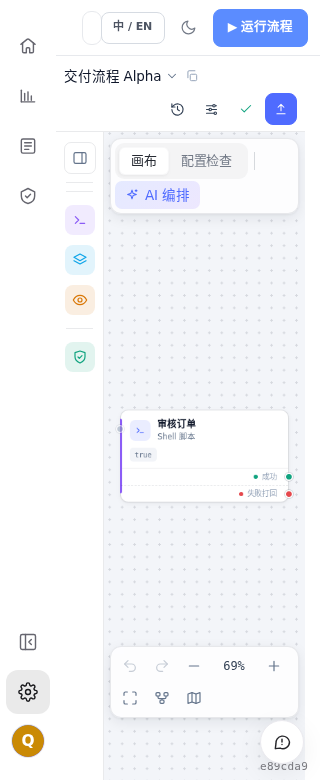 中 / EN
▶ 运行流程
交付流程 Alpha
画布
配置检查
AI 编排
审核订单
Shell 脚本
true
成功
失败打回
69%
Q
e89cda9